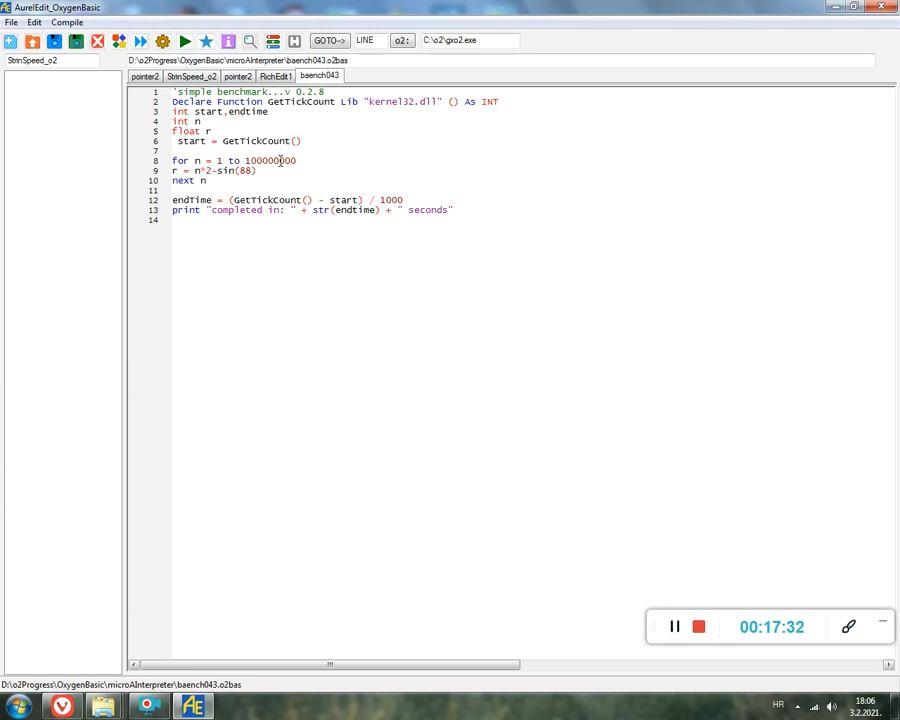 AurelEdit_OxygenBasic
File Edit Compile
GOTO--> LINE o2: C:\o2\gxo2.exe
StrinSpeed_o2 D:\o2Progress\OxygenBasic\microAInterpreter\baench043.o2bas
pointer2 StrinSpeed_o2 pointer2 RichEdit1 baench043
1 'simple benchmark...v 0.2.8
2 Declare Function GetTickCount Lib "kernel32.dll" () As INT
3 int start,endtime
4 int n
5 float r
6 start = GetTickCount()
7
8 for n = 1 to 100000000
9 r = n*2-sin(88)
10 next n
11
12 endTime = (GetTickCount() - start) / 1000
13 print "completed in: " + str(endtime) + " seconds"
14
00:17:32
D:\o2Progress\OxygenBasic\microAInterpreter\baench043.o2bas
AE HR 18:06
3.2.2021.